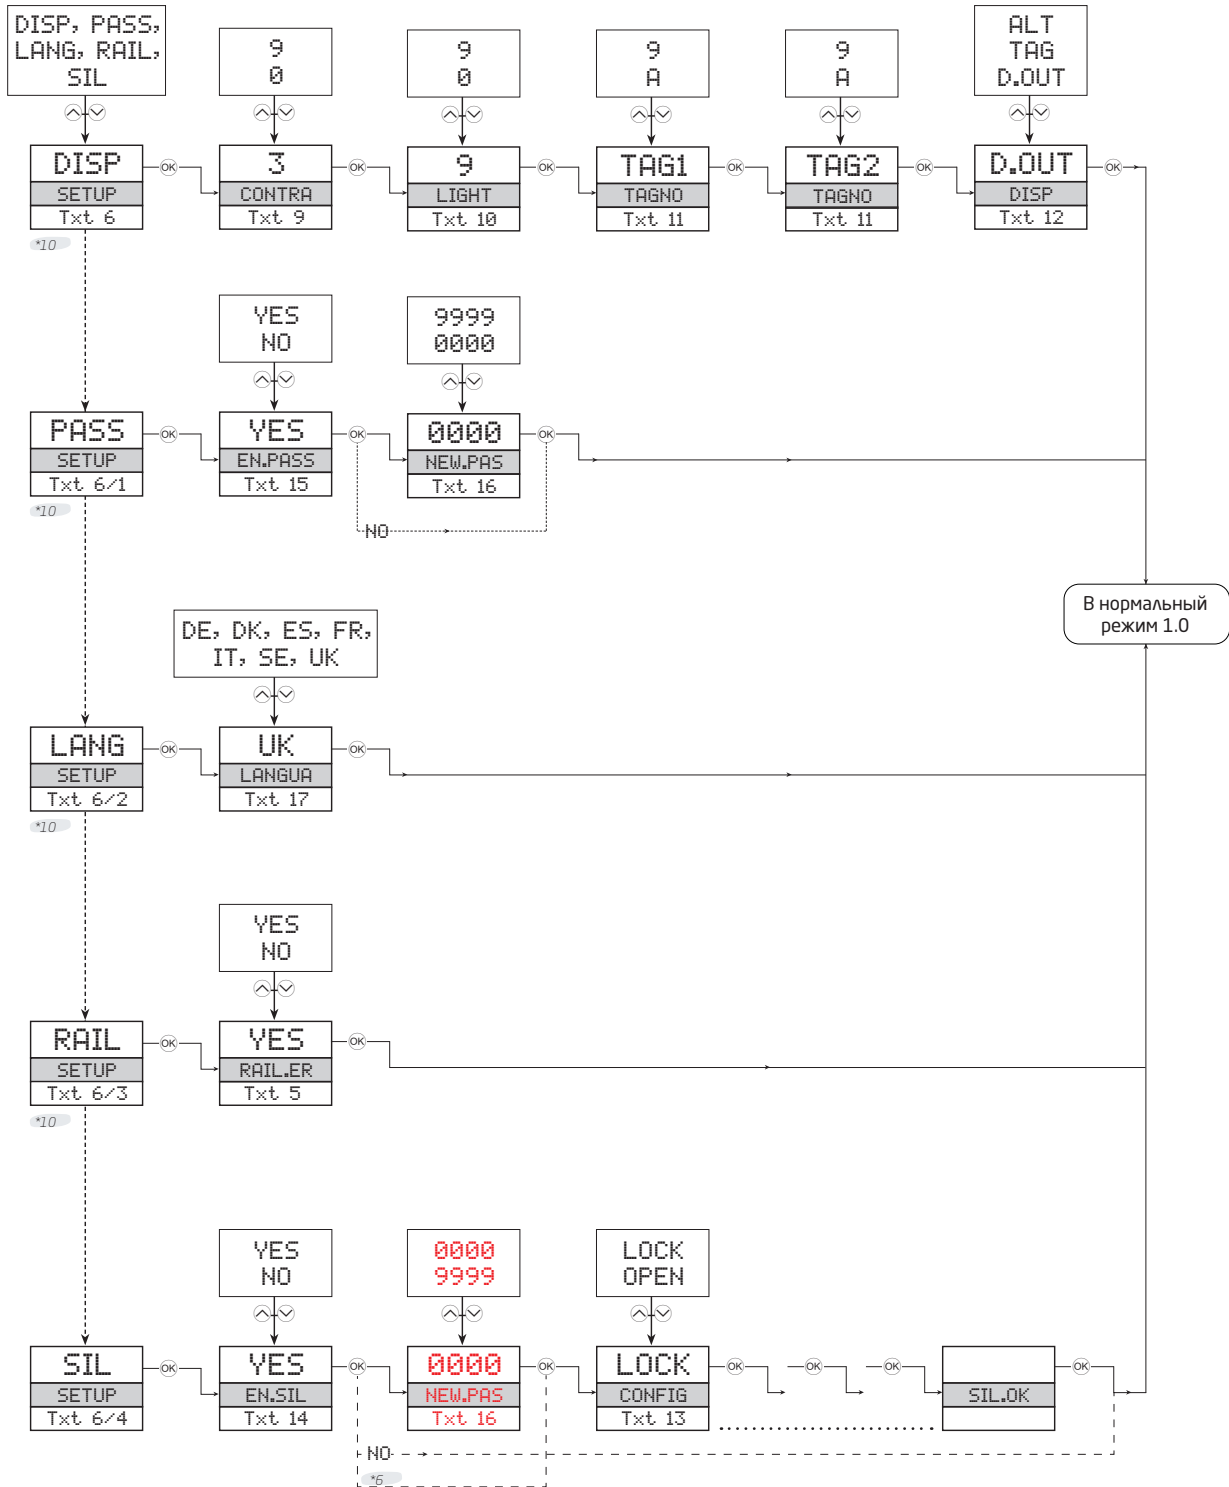 DISP, PASS,
LANG, RAIL,
SIL
9
0
9
0
9
A
9
A
ALT
TAG
D.OUT
DISP
SETUP
Txt 6
OK
3
CONTRA
Txt 9
OK
9
LIGHT
Txt 10
OK
TAG1
TAGNO
Txt 11
OK
TAG2
TAGNO
Txt 11
OK
D.OUT
DISP
Txt 12
OK
*10
YES
NO
9999
0000
PASS
SETUP
Txt 6/1
OK
YES
EN.PASS
Txt 15
OK
0000
NEW.PAS
Txt 16
OK
*10
NO
В нормальный
режим 1.0
DE, DK, ES, FR,
IT, SE, UK
LANG
SETUP
Txt 6/2
OK
UK
LANGUA
Txt 17
OK
*10
YES
NO
RAIL
SETUP
Txt 6/3
OK
YES
RAIL.ER
Txt 5
OK
*10
YES
NO
0000
9999
LOCK
OPEN
SIL
SETUP
Txt 6/4
OK
YES
EN.SIL
Txt 14
OK
0000
NEW.PAS
Txt 16
OK
LOCK
CONFIG
Txt 13
OK
OK
OK
SIL.OK
OK
NO
*6